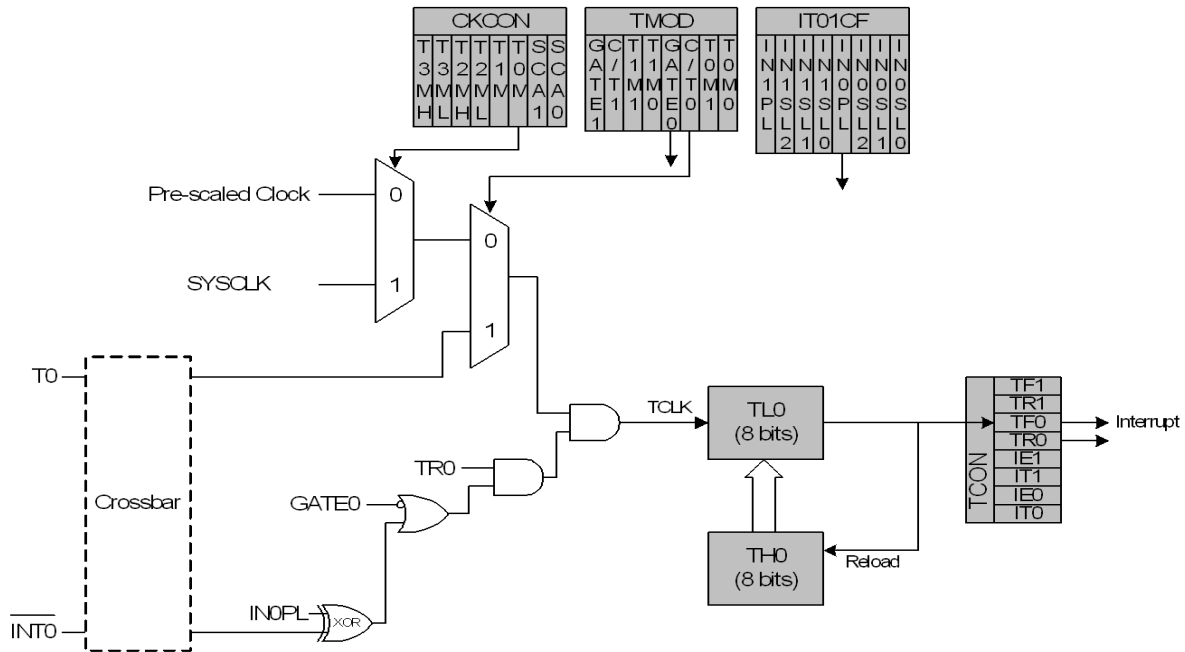 CKCON
T3MH T3ML T2MH T2ML T1M T0M SCA1 SCA0
TMOD
GATE1 C/T1 T1M1 T1M0 GATE0 C/T0 T0M1 T0M0
IT01CF
IN1PL IN1SL2 IN1SL1 IN1SL0 IN0PL IN0SL2 IN0SL1 IN0SL0
Pre-scaled Clock
0
SYSCLK
1
0
1
T0
Crossbar
INT0
GATE0
IN0PL
XOR
TR0
TCLK
TL0
(8 bits)
TH0
(8 bits)
Reload
TCON
TF1
TR1
TF0
TR0
IE1
IT1
IE0
IT0
Interrupt